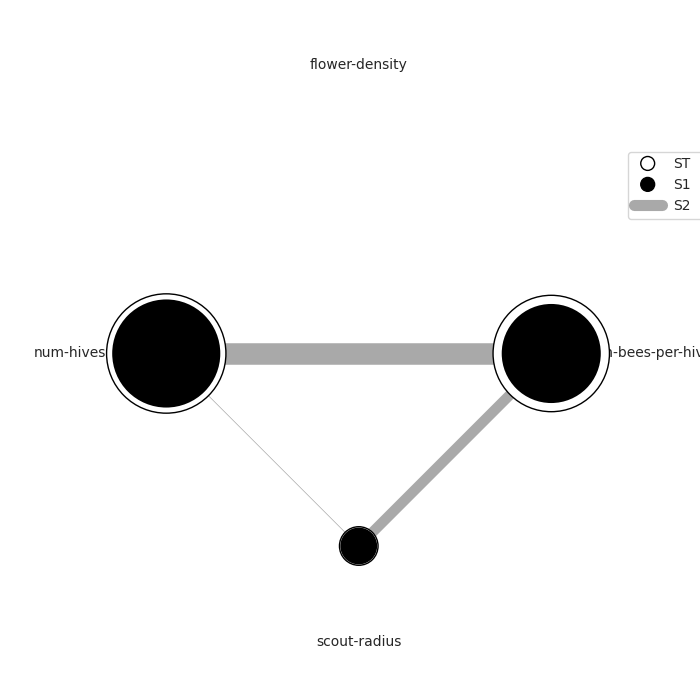 flower-density
ST
S1
S2
num-hives
-bees-per-hiv
scout-radius